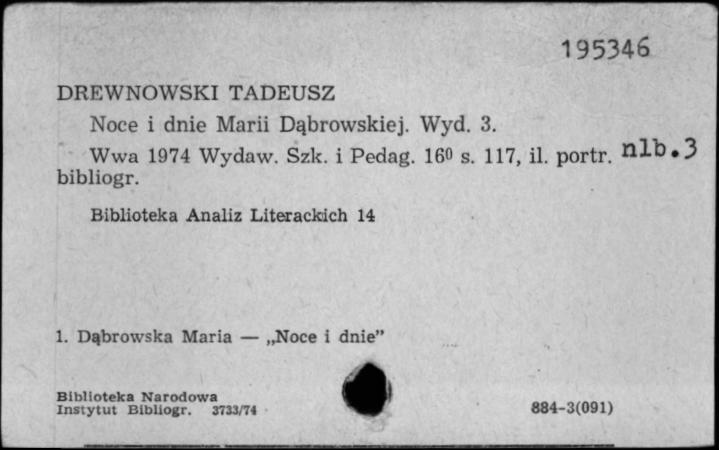 195346
DREWNOWSKI TADEUSZ
Noce i dnie Marii Dąbrowskiej. Wyd. 3.
Wwa 1974 Wydaw. Szk. i Pedag. 16⁰ s. 117, il. portr. nlb.3
bibliogr.
Biblioteka Analiz Literackich 14
1. Dąbrowska Maria — „Noce i dnie”
Biblioteka Narodowa
Instytut Bibliogr. 3733/74
884-3(091)